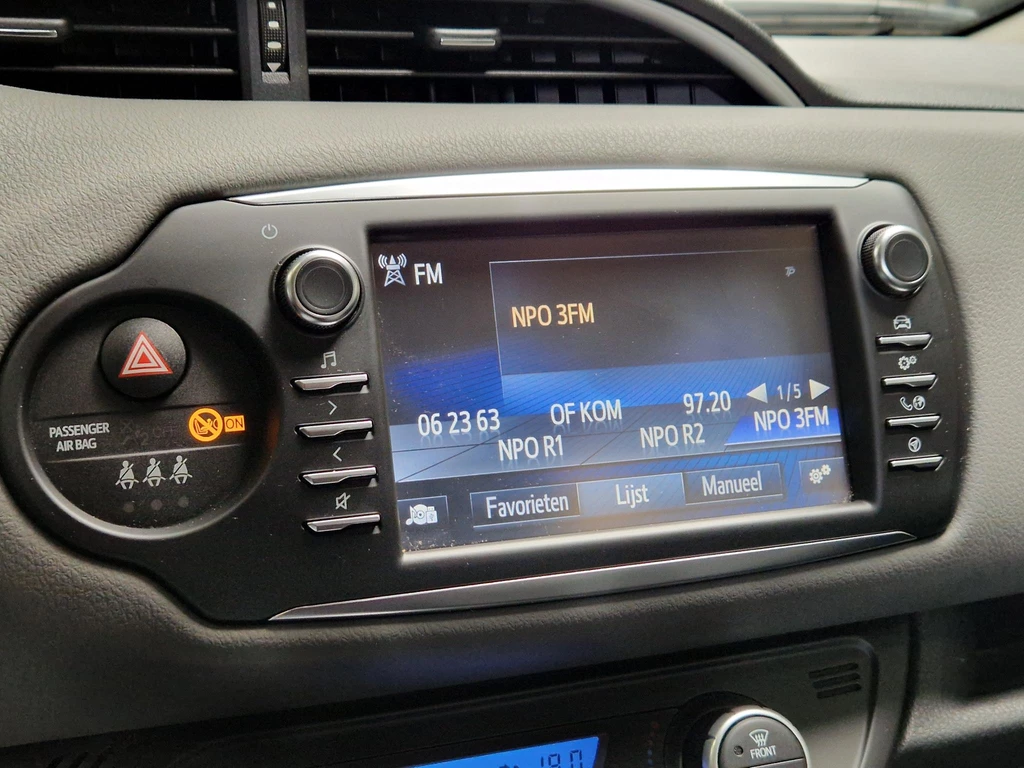 FM
NPO 3FM
1/5
06 23 63 OF KOM 97.20
NPO R1 NPO R2 NPO 3FM
Favorieten Lijst Manueel
ON
PASSENGER
AIR BAG
FRONT